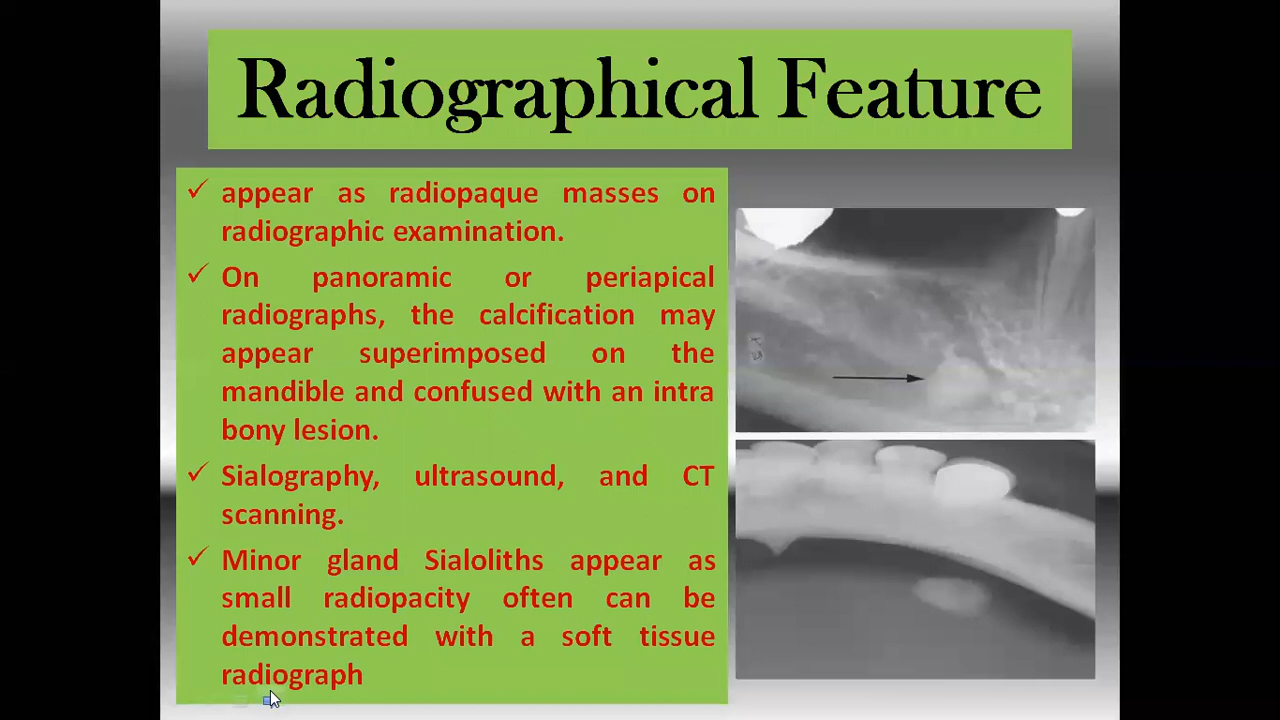 Radiographical Feature
✓ appear as radiopaque masses on
radiographic examination.
✓ On panoramic or periapical
radiographs, the calcification may
appear superimposed on the
mandible and confused with an intra
bony lesion.
✓ Sialography, ultrasound, and CT
scanning.
✓ Minor gland Sialoliths appear as
small radiopacity often can be
demonstrated with a soft tissue
radiograph